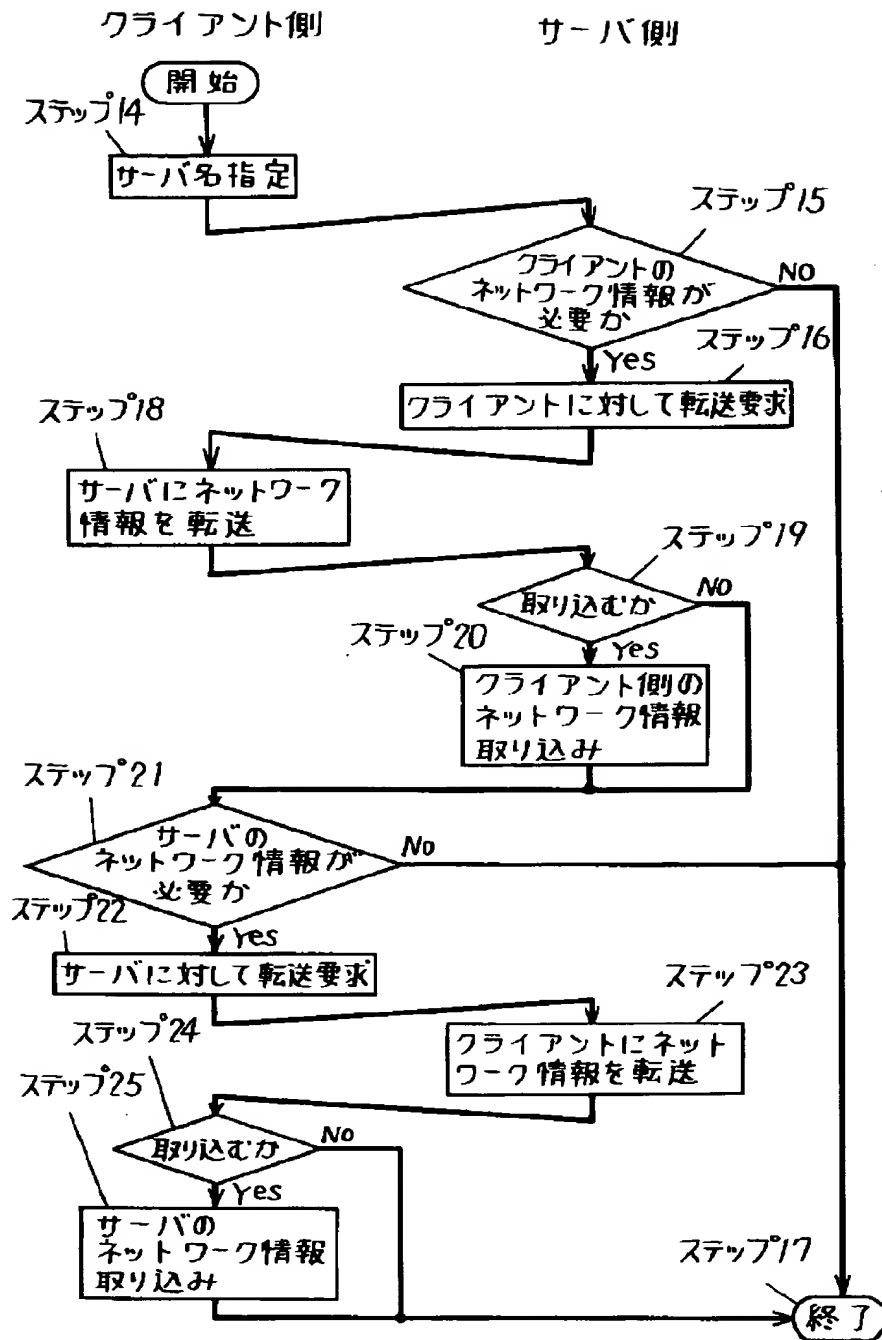 クライアント側
サーバ側
開始
ステップ14
サーバ名指定
ステップ15
クライアントの
ネットワーク情報が
必要か
NO
Yes
ステップ16
クライアントに対して転送要求
ステップ18
サーバにネットワーク
情報を転送
ステップ19
取り込むか
NO
Yes
ステップ20
クライアント側の
ネットワーク情報
取り込み
ステップ21
サーバの
ネットワーク情報が
必要か
No
Yes
ステップ22
サーバに対して転送要求
ステップ23
クライアントにネット
ワーク情報を転送
ステップ24
取り込むか
No
Yes
ステップ25
サーバの
ネットワーク情報
取り込み
ステップ17
終了